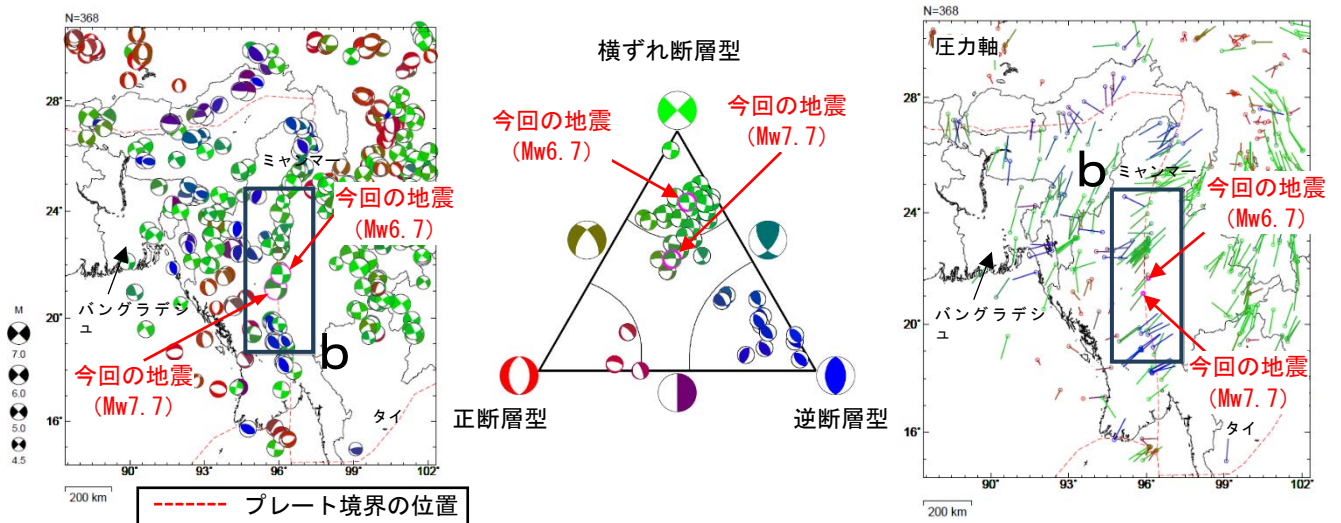 N=368
28°
24°
20°
16°
90°
93°
96°
99°
102°
ミャンマー
今回の地震
(Mw6.7)
バングラデシ
ュ
b
今回の地震
(Mw7.7)
タイ
M
7.0
6.0
5.0
4.5
200 km
プレート境界の位置
横ずれ断層型
今回の地震
(Mw6.7)
今回の地震
(Mw7.7)
正断層型
逆断層型
N=368
圧力軸
28°
24°
20°
16°
90°
93°
96°
99°
102°
b
ミャンマー
今回の地震
(Mw6.7)
バングラデシ
ュ
今回の地震
(Mw7.7)
タイ
200 km